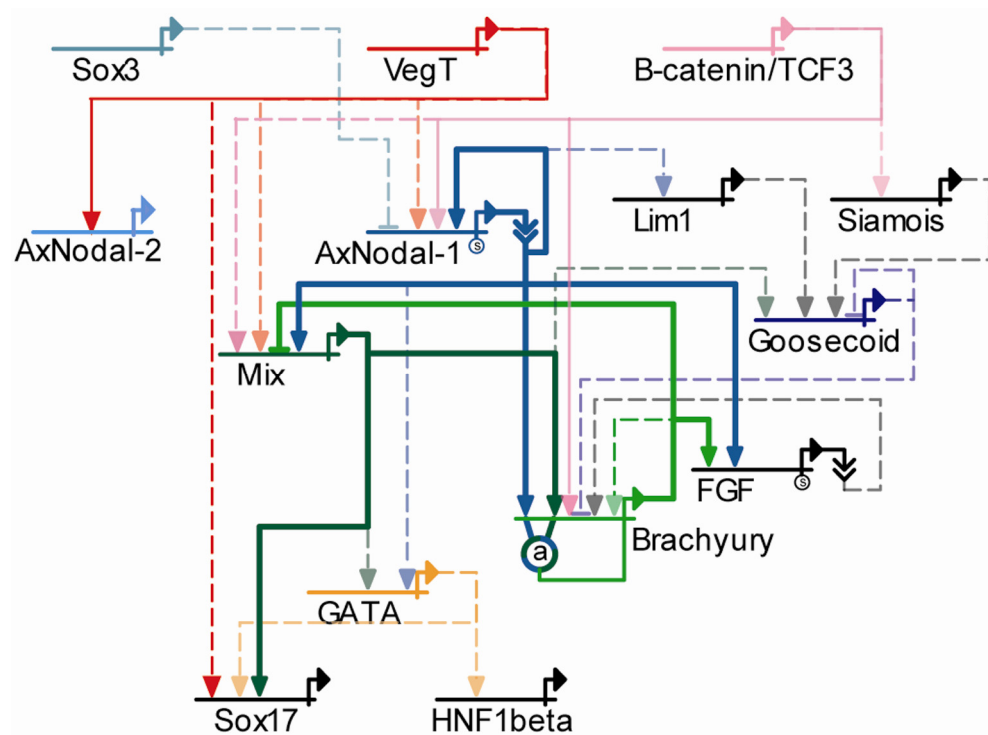 Sox3
VegT
B-catenin/TCF3
AxNodal-2
AxNodal-1
s
Lim1
Siamois
Goosecoid
Mix
FGF
s
Brachyury
a
GATA
Sox17
HNF1beta